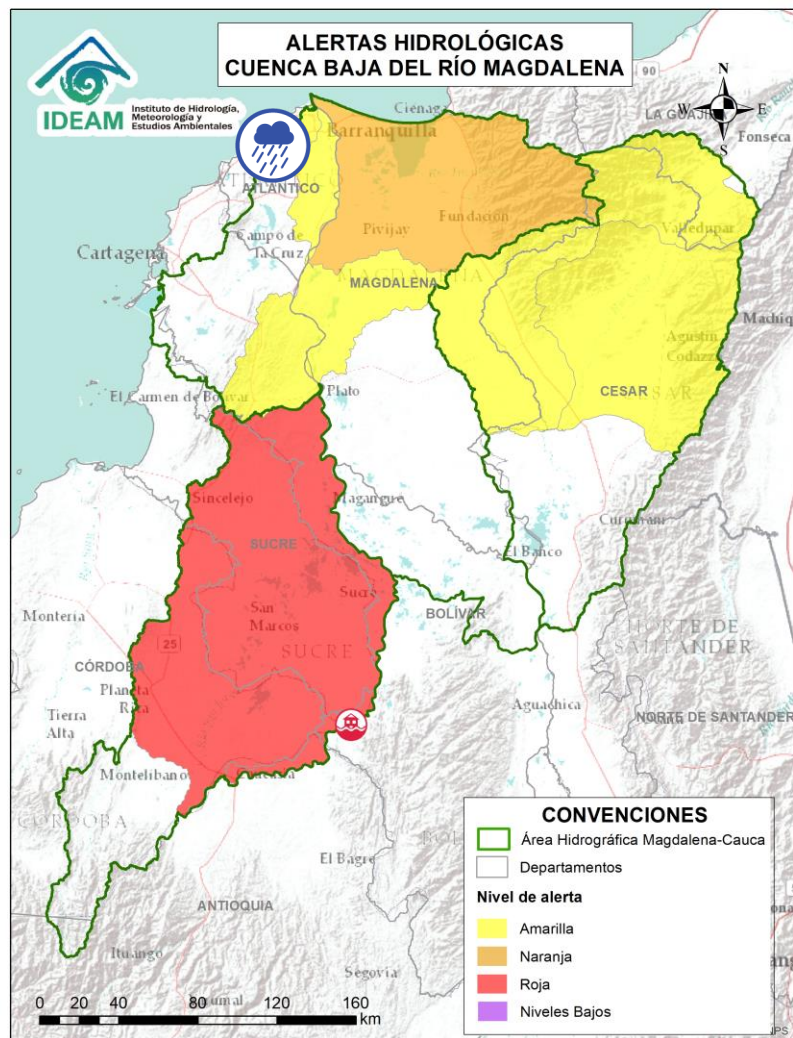 ALERTAS HIDROLÓGICAS
CUENCA BAJA DEL RÍO MAGDALENA
IDEAM
Instituto de Hidrología,
Meteorología y
Estudios Ambientales
N
W
E
S
90
Ciénaga
LA GUAJIRA
Fonseca
Barranquilla
ATLÁNTICO
Pivijay
Fundación
Valledupar
Cartagena
Campo de
la Cruz
MAGDALENA
Agustín
Codazzi
CESAR
El Carmen de Bolívar
Plato
Sincelejo
Magangue
Curumani
SUCRE
El Banco
Sucre
Montería
San
Marcos
BOLÍVAR
SUCRE
NORTE DE
SANTANDER
25
CÓRDOBA
Planeta
Rica
Aguachica
Tierra
Alta
NORTE DE SANTANDER
Montelibano
El Bagre
ANTIOQUIA
Ituango
Segovia
CONVENCIONES
Área Hidrográfica Magdalena-Cauca
Departamentos
Nivel de alerta
Amarilla
Naranja
Roja
Niveles Bajos
0 20 40 80 120 160
km